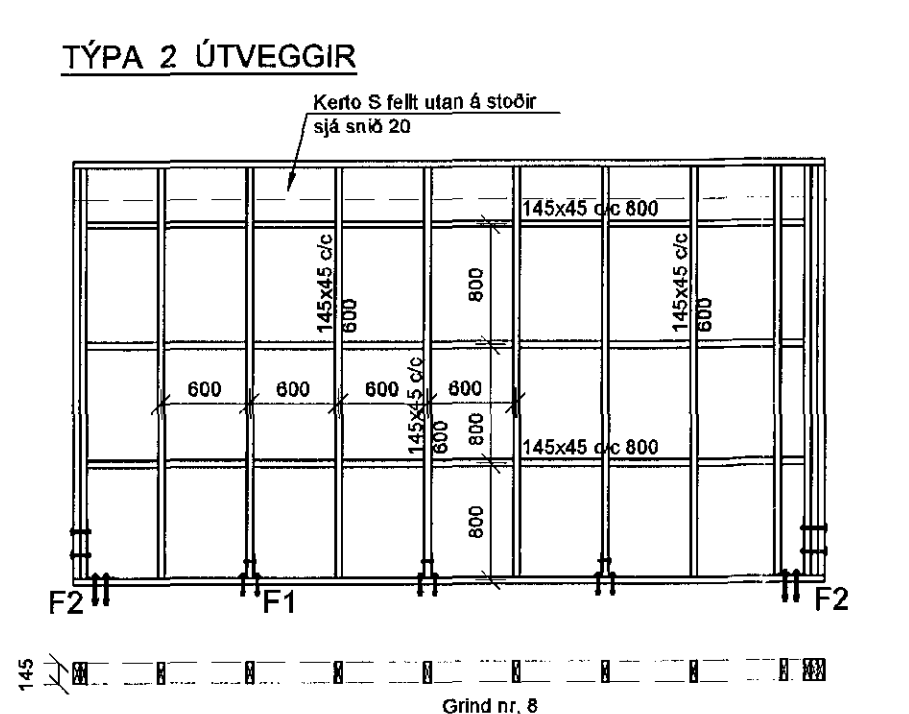 TÝPA 2 ÚTVEGGIR
Kerto S fellt utan á stoðir
sjá snið 20
145x45 c/c 800
145x45 c/c
600
800
145x45 c/c
600
600
600
600
600
145x45 c/c
600
800
145x45 c/c 800
800
F2
F1
F2
145
Grind nr. 8